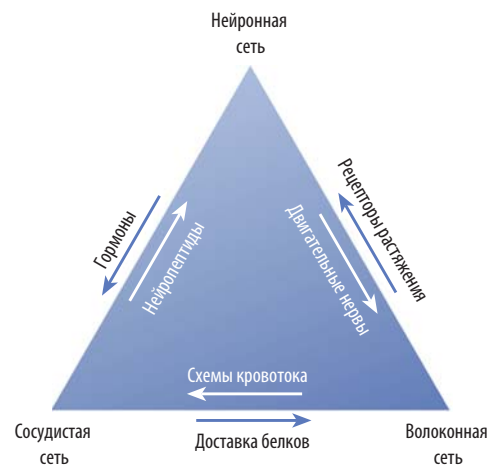 Нейронная
сеть
Гормоны
Нейропептиды
Двигательные нервы
Рецепторы растяжения
Схемы кровотока
Сосудистая
сеть
Доставка белков
Волоконная
сеть